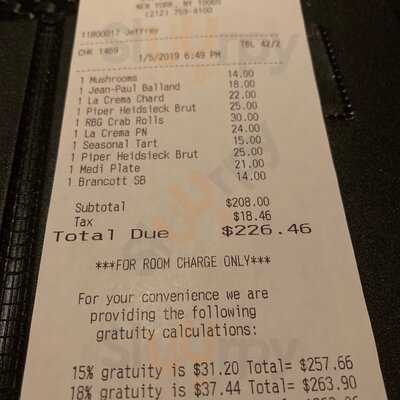 NEW YORK, NY 10065
(212) 759-4100
11800017 Jeffrey
CHK 1469 TBL 42/2
1/5/2019 6:49 PM
1 Mushrooms 14.00
1 Jean-Paul Balland 18.00
1 La Crema Chard 22.00
1 Piper Heidsieck Brut 25.00
1 RBG Crab Rolls 30.00
1 La Crema PN 24.00
1 Seasonal Tart 15.00
1 Piper Heidsieck Brut 25.00
1 Medi Plate 21.00
1 Brancott SB 14.00
Subtotal $208.00
Tax $18.46
Total Due $226.46
***FOR ROOM CHARGE ONLY***
For your convenience we are
providing the following
gratuity calculations:
15% gratuity is $31.20 Total= $257.66
18% gratuity is $37.44 Total= $263.90